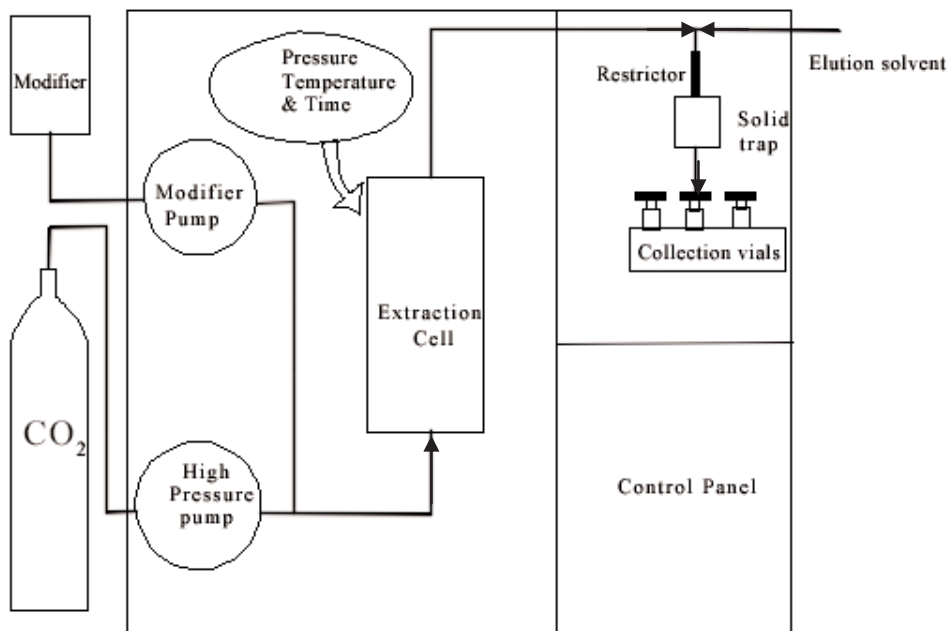 Modifier
Pressure
Temperature
& Time
Restrictor
Elution solvent
Solid
trap
Modifier
Pump
Collection vials
Extraction
Cell
CO₂
High
Pressure
pump
Control Panel